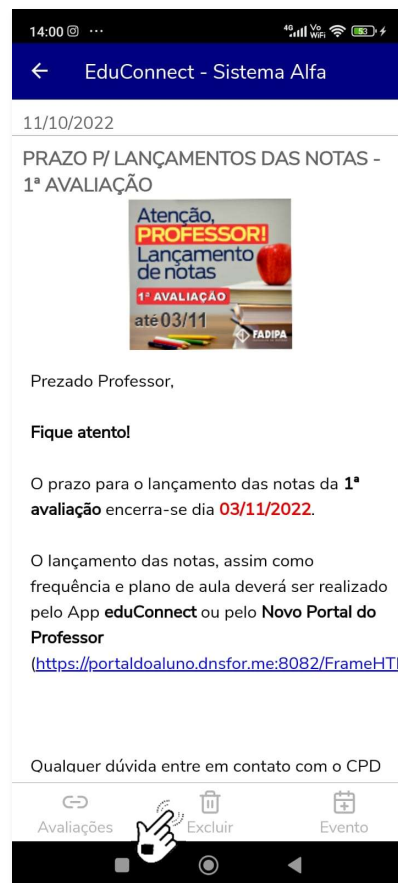 14:00
4G Vo WiFi 53
EduConnect - Sistema Alfa
11/10/2022
PRAZO P/ LANÇAMENTOS DAS NOTAS -
1ª AVALIAÇÃO
Atenção,
PROFESSOR!
Lançamento
de notas
1ª AVALIAÇÃO
até 03/11
FADIPA
Prezado Professor,
Fique atento!
O prazo para o lançamento das notas da 1ª
avaliação encerra-se dia 03/11/2022.
O lançamento das notas, assim como
frequência e plano de aula deverá ser realizado
pelo App eduConnect ou pelo Novo Portal do
Professor
(https://portaldoaluno.dnsfor.me:8082/FrameHT
Qualquer dúvida entre em contato com o CPD
Avaliações Excluir Evento